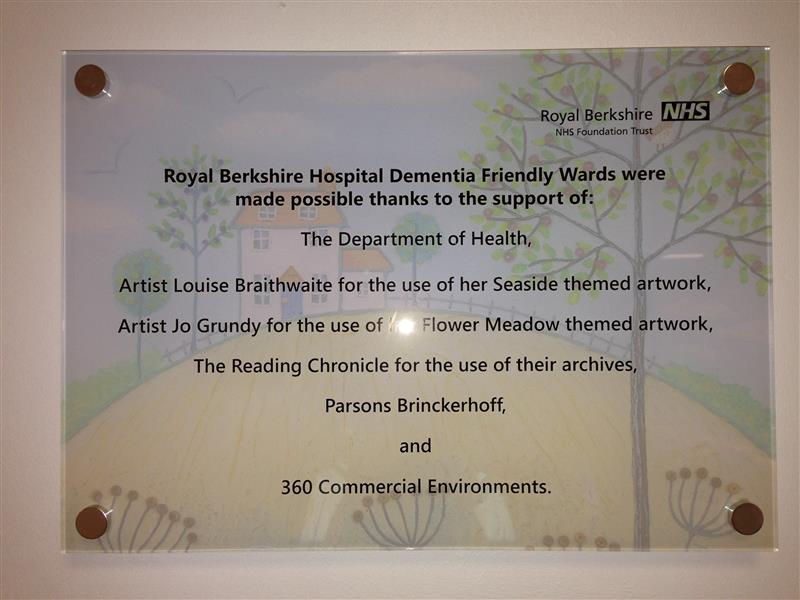 Royal Berkshire NHS
NHS Foundation Trust
Royal Berkshire Hospital Dementia Friendly Wards were
made possible thanks to the support of:
The Department of Health,
Artist Louise Braithwaite for the use of her Seaside themed artwork,
Artist Jo Grundy for the use of Flower Meadow themed artwork,
The Reading Chronicle for the use of their archives,
Parsons Brinckerhoff,
and
360 Commercial Environments.